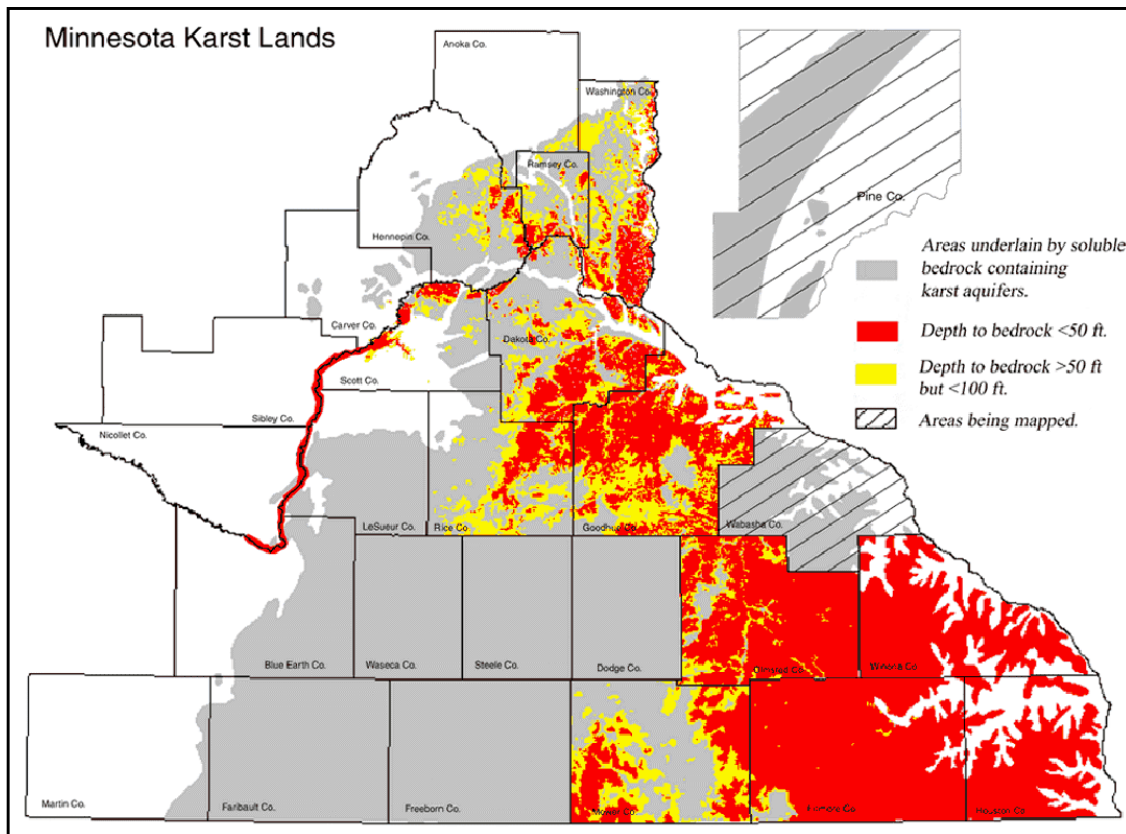 Minnesota Karst Lands
Anoka Co.
Washington Co.
Ramsey Co.
Hennepin Co.
Pine Co.
Areas underlain by soluble
bedrock containing
karst aquifers.
Depth to bedrock <50 ft.
Depth to bedrock >50 ft
but <100 ft.
Areas being mapped.
Carver Co.
Dakota Co.
Scott Co.
Sibley Co.
Nicollet Co.
LeSueur Co.
Rice Co.
Goodhue Co.
Wabasha Co.
Blue Earth Co.
Waseca Co.
Steele Co.
Dodge Co.
Olmsted Co.
Winona Co.
Martin Co.
Faribault Co.
Freeborn Co.
Mower Co.
Fillmore Co.
Houston Co.